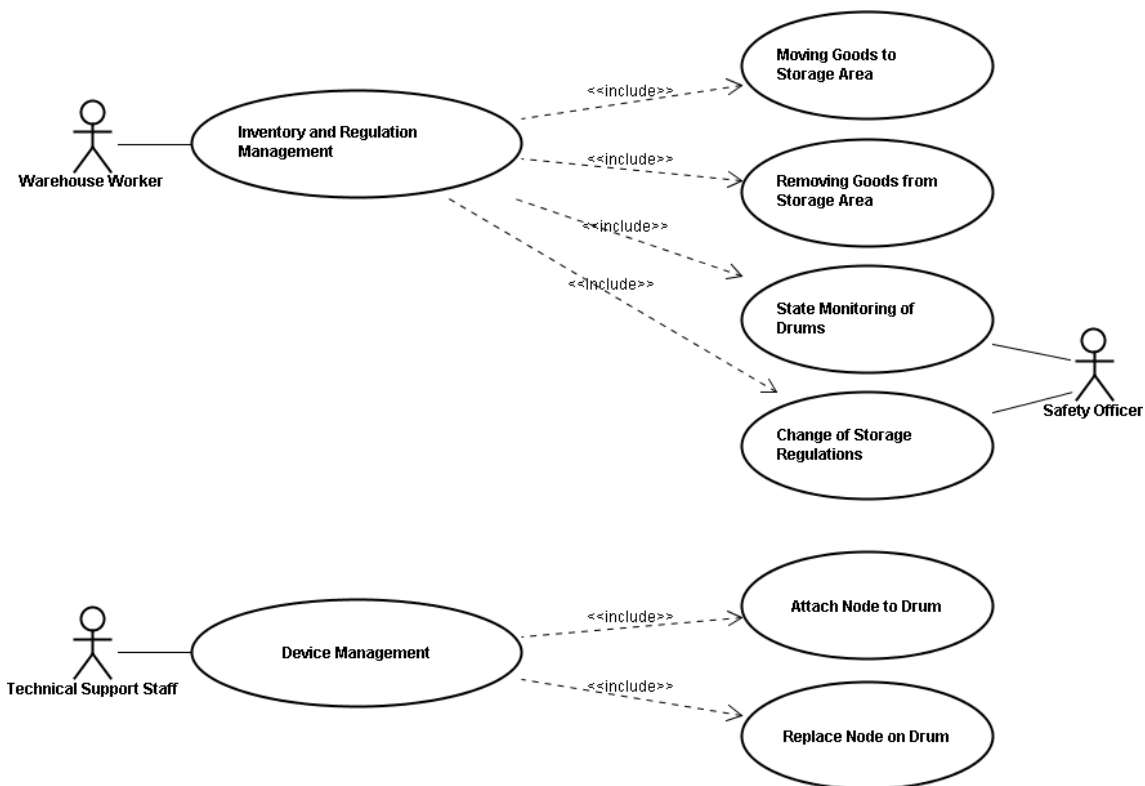 Moving Goods to
Storage Area
<<include>>
Inventory and Regulation
Management
Warehouse Worker
<<include>>
Removing Goods from
Storage Area
<<include>>
<<include>>
State Monitoring of
Drums
Safety Officer
Change of Storage
Regulations
Attach Node to Drum
<<include>>
Device Management
Technical Support Staff
<<include>>
Replace Node on Drum